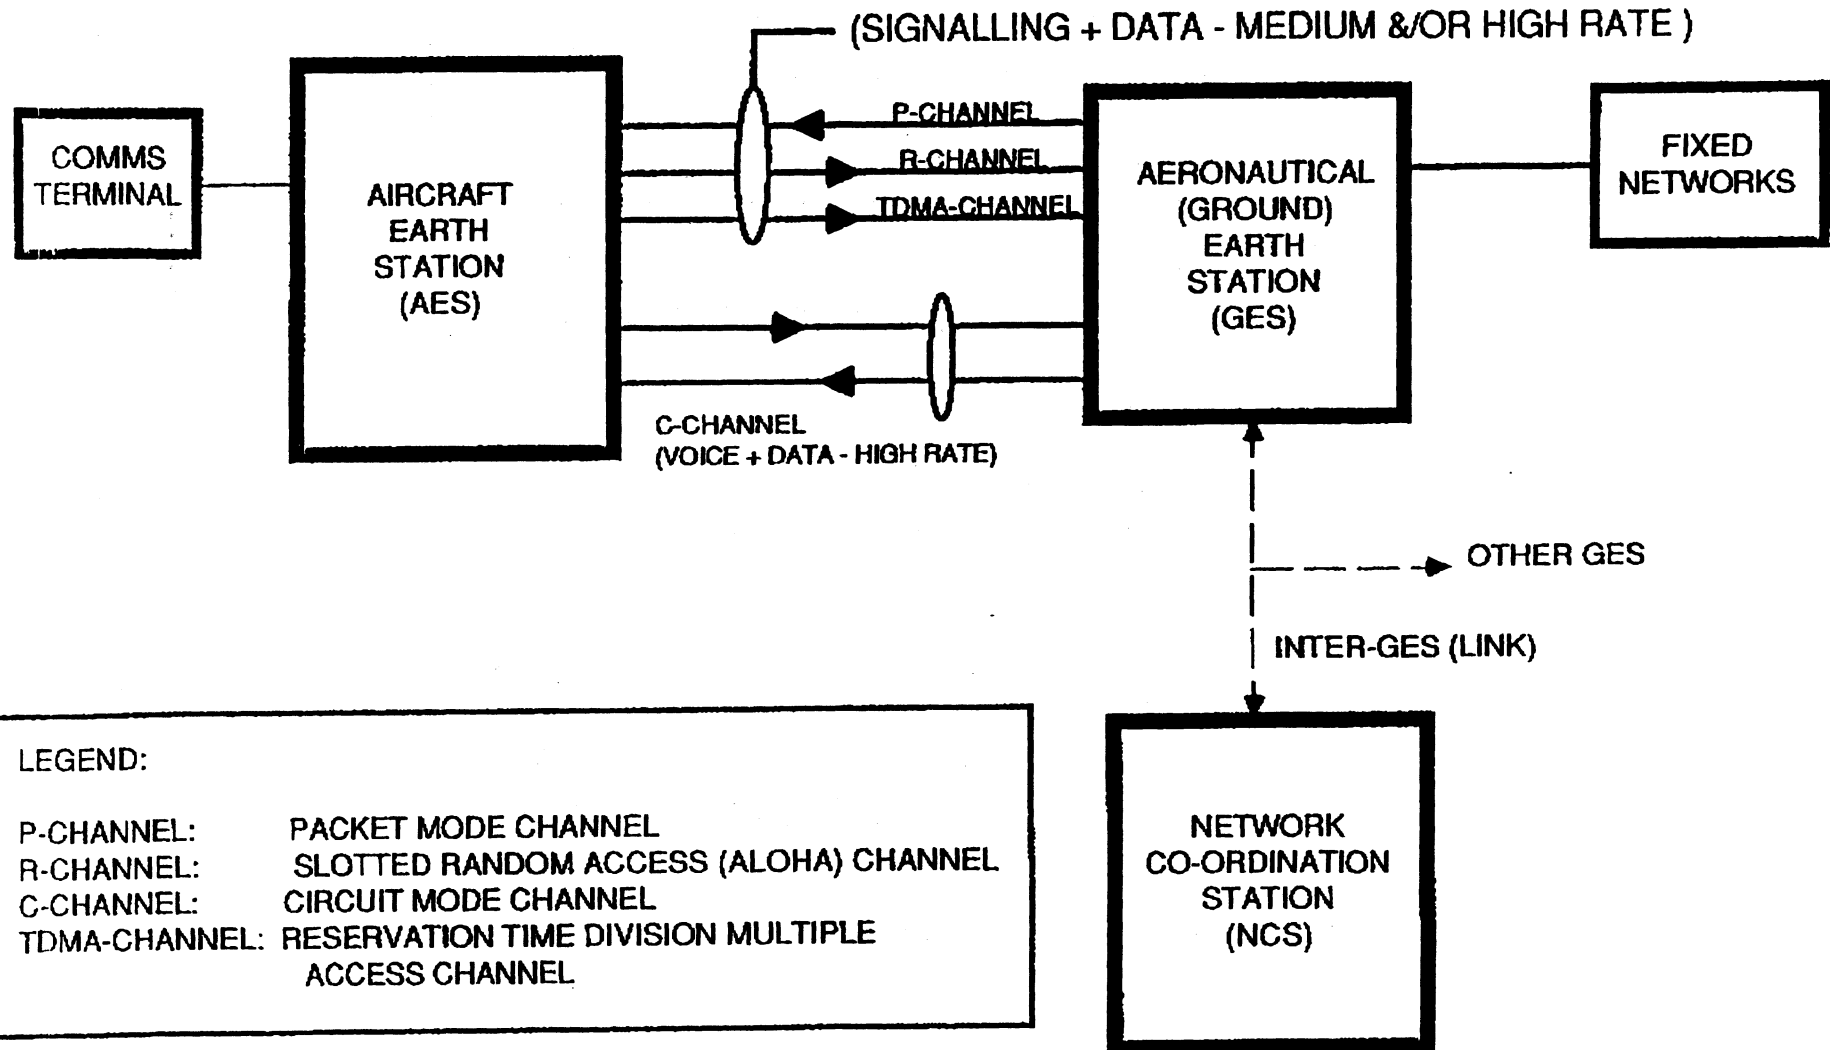 (SIGNALLING + DATA - MEDIUM &/OR HIGH RATE )
COMMS
TERMINAL
AIRCRAFT
EARTH
STATION
(AES)
P-CHANNEL
R-CHANNEL
TDMA-CHANNEL
C-CHANNEL
(VOICE + DATA - HIGH RATE)
AERONAUTICAL
(GROUND)
EARTH
STATION
(GES)
FIXED
NETWORKS
OTHER GES
INTER-GES (LINK)
NETWORK
CO-ORDINATION
STATION
(NCS)
LEGEND:
P-CHANNEL: PACKET MODE CHANNEL
R-CHANNEL: SLOTTED RANDOM ACCESS (ALOHA) CHANNEL
C-CHANNEL: CIRCUIT MODE CHANNEL
TDMA-CHANNEL: RESERVATION TIME DIVISION MULTIPLE
ACCESS CHANNEL